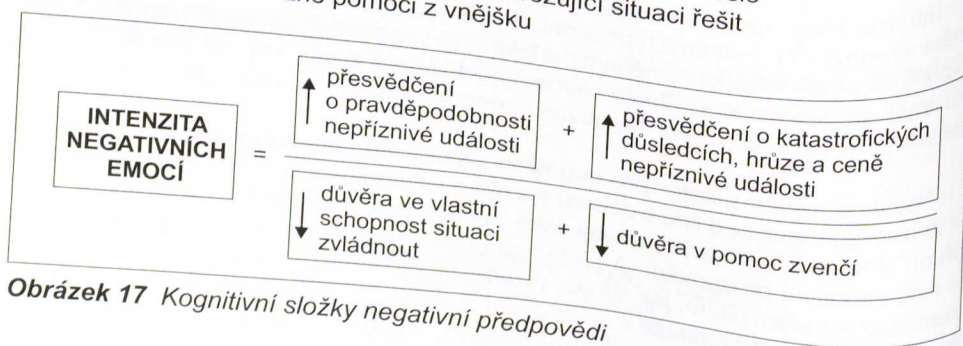 zující situaci řešit
pomoci z vnějšku
INTENZITA
NEGATIVNÍCH
EMOCÍ
=
↑ přesvědčení
o pravděpodobnosti
nepříznivé události
+
↑ přesvědčení o katastrofických
důsledcích, hrůze a ceně
nepříznivé události
↓ důvěra ve vlastní
schopnost situaci
zvládnout
+
↓ důvěra v pomoc zvenčí
Obrázek 17 Kognitivní složky negativní předpovědi